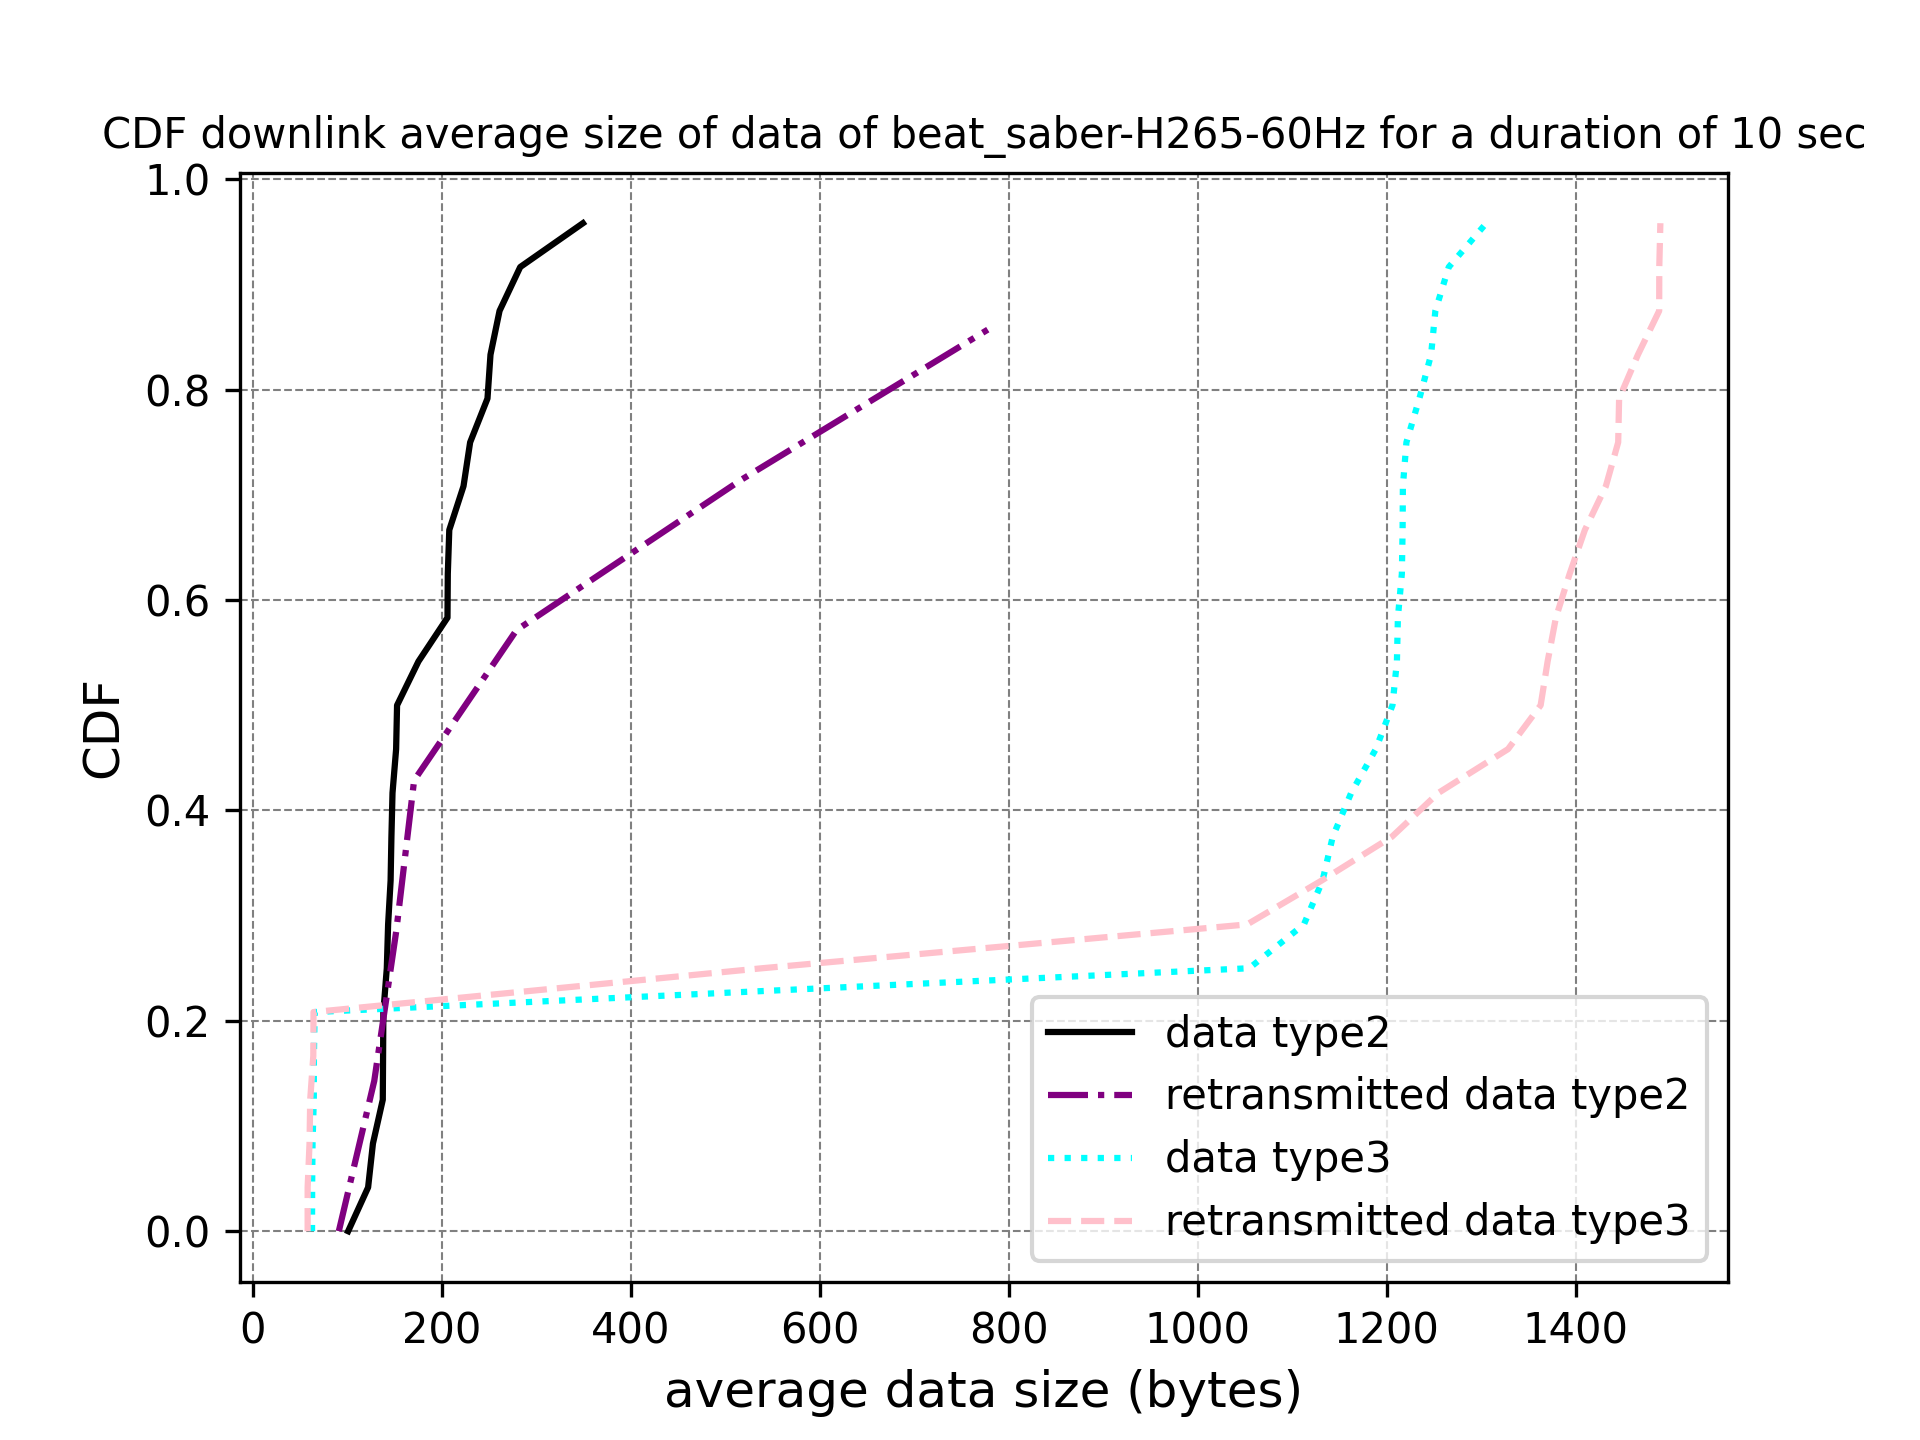 CDF downlink average size of data of beat_saber-H265-60Hz for a duration of 10 sec
1.0
0.8
0.6
0.4
0.2
0.0
CDF
data type2
retransmitted data type2
data type3
retransmitted data type3
0 200 400 600 800 1000 1200 1400
average data size (bytes)